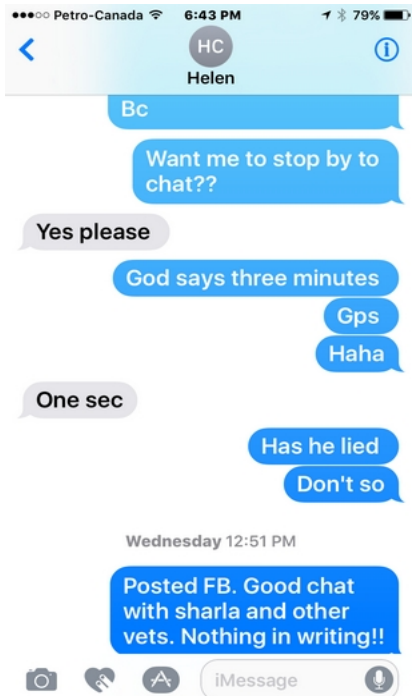 Petro-Canada 6:43 PM 79%
HC
Helen
Bc
Want me to stop by to
chat??
Yes please
God says three minutes
Gps
Haha
One sec
Has he lied
Don't so
Wednesday 12:51 PM
Posted FB. Good chat
with sharla and other
vets. Nothing in writing!!
iMessage